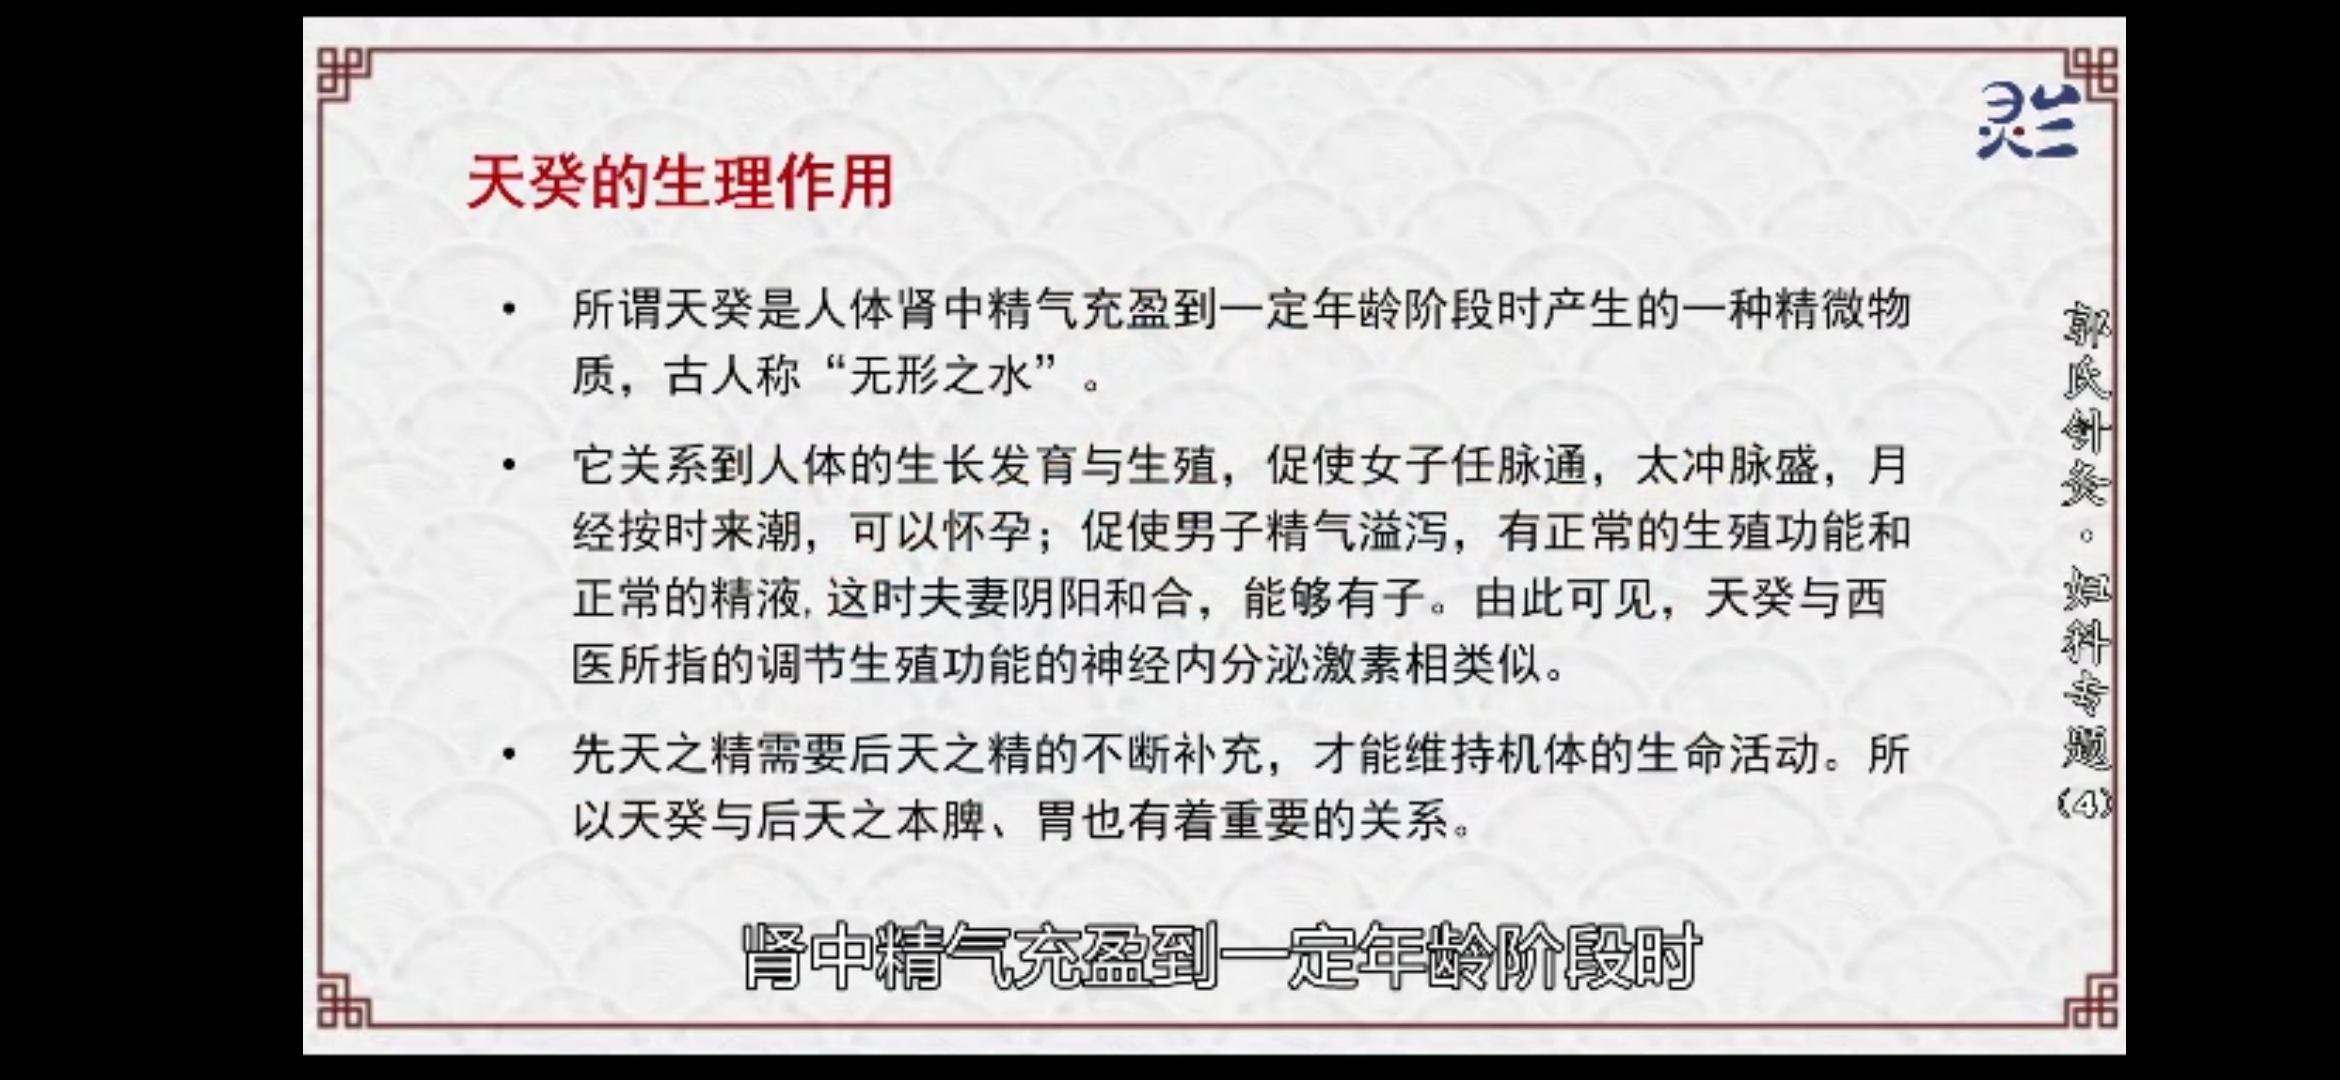 灵兰
天癸的生理作用
• 所谓天癸是人体肾中精气充盈到一定年龄阶段时产生的一种精微物
质，古人称“无形之水”。
• 它关系到人体的生长发育与生殖，促使女子任脉通，太冲脉盛，月
经按时来潮，可以怀孕；促使男子精气溢泻，有正常的生殖功能和
正常的精液,这时夫妻阴阳和合，能够有子。由此可见，天癸与西
医所指的调节生殖功能的神经内分泌激素相类似。
• 先天之精需要后天之精的不断补充，才能维持机体的生命活动。所
以天癸与后天之本脾、胃也有着重要的关系。
郭氏针灸。妇科专题(4)
肾中精气充盈到一定年龄阶段时